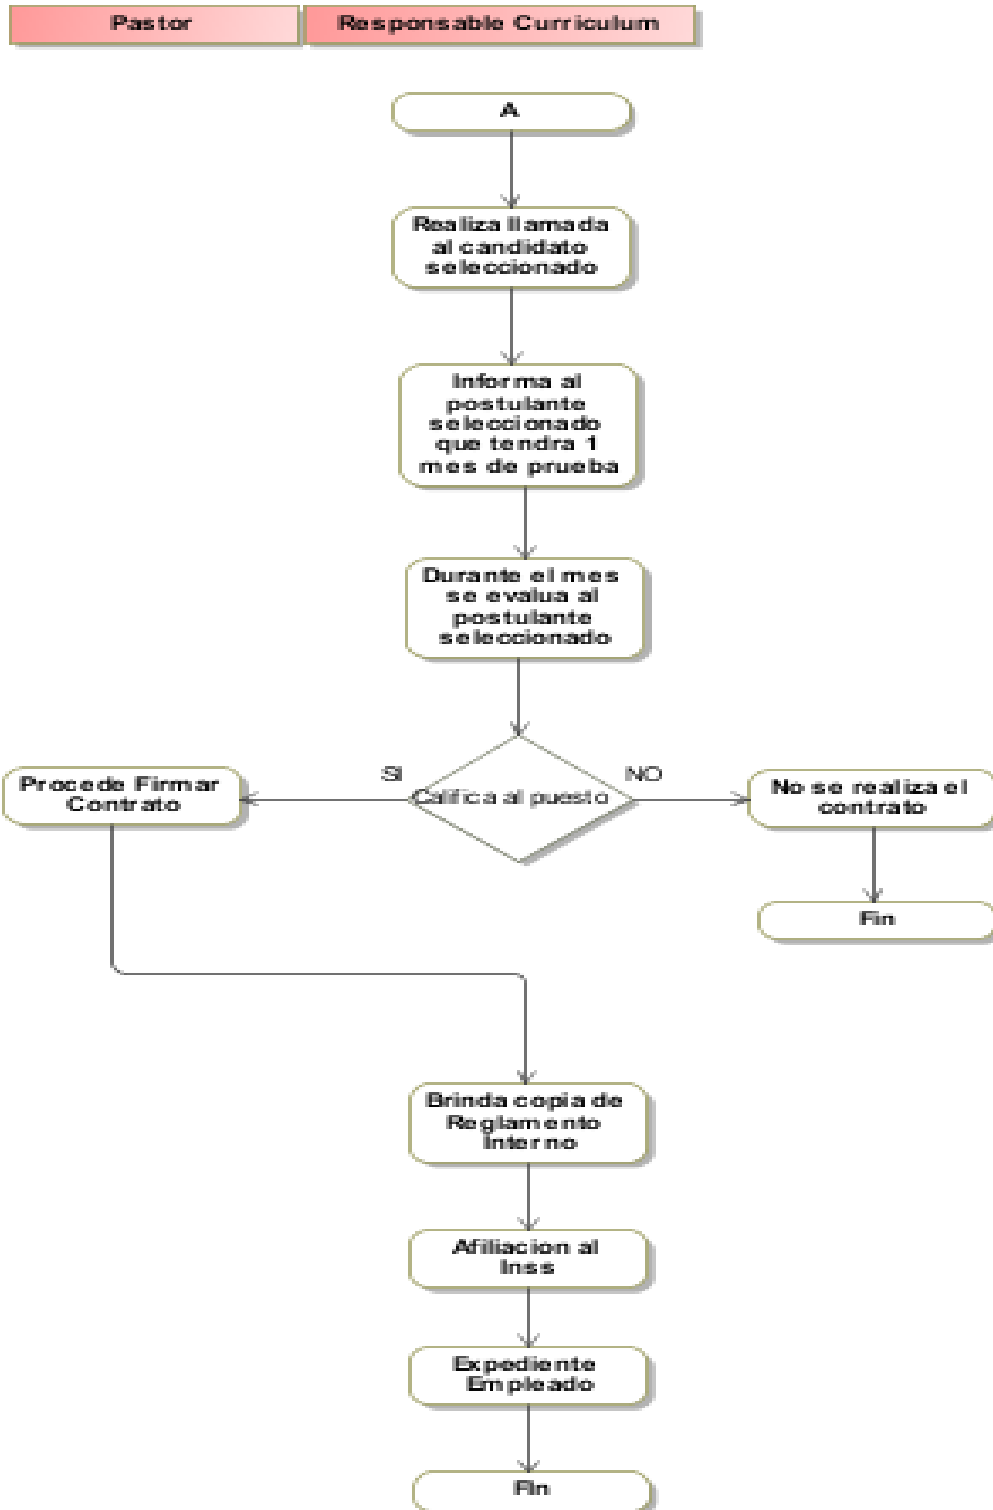 Pastor
Responsable Curriculum
A
Realiza llamada
al candidato
seleccionado
Informa al
postulante
seleccionado
que tendra 1
mes de prueba
Durante el mes
se evalua al
postulante
seleccionado
SI
NO
Procede Firmar
Contrato
Califica al puesto
No se realiza el
contrato
Fin
Brinda copia de
Reglamento
Interno
Afiliacion al
Inss
Expediente
Empleado
Fin